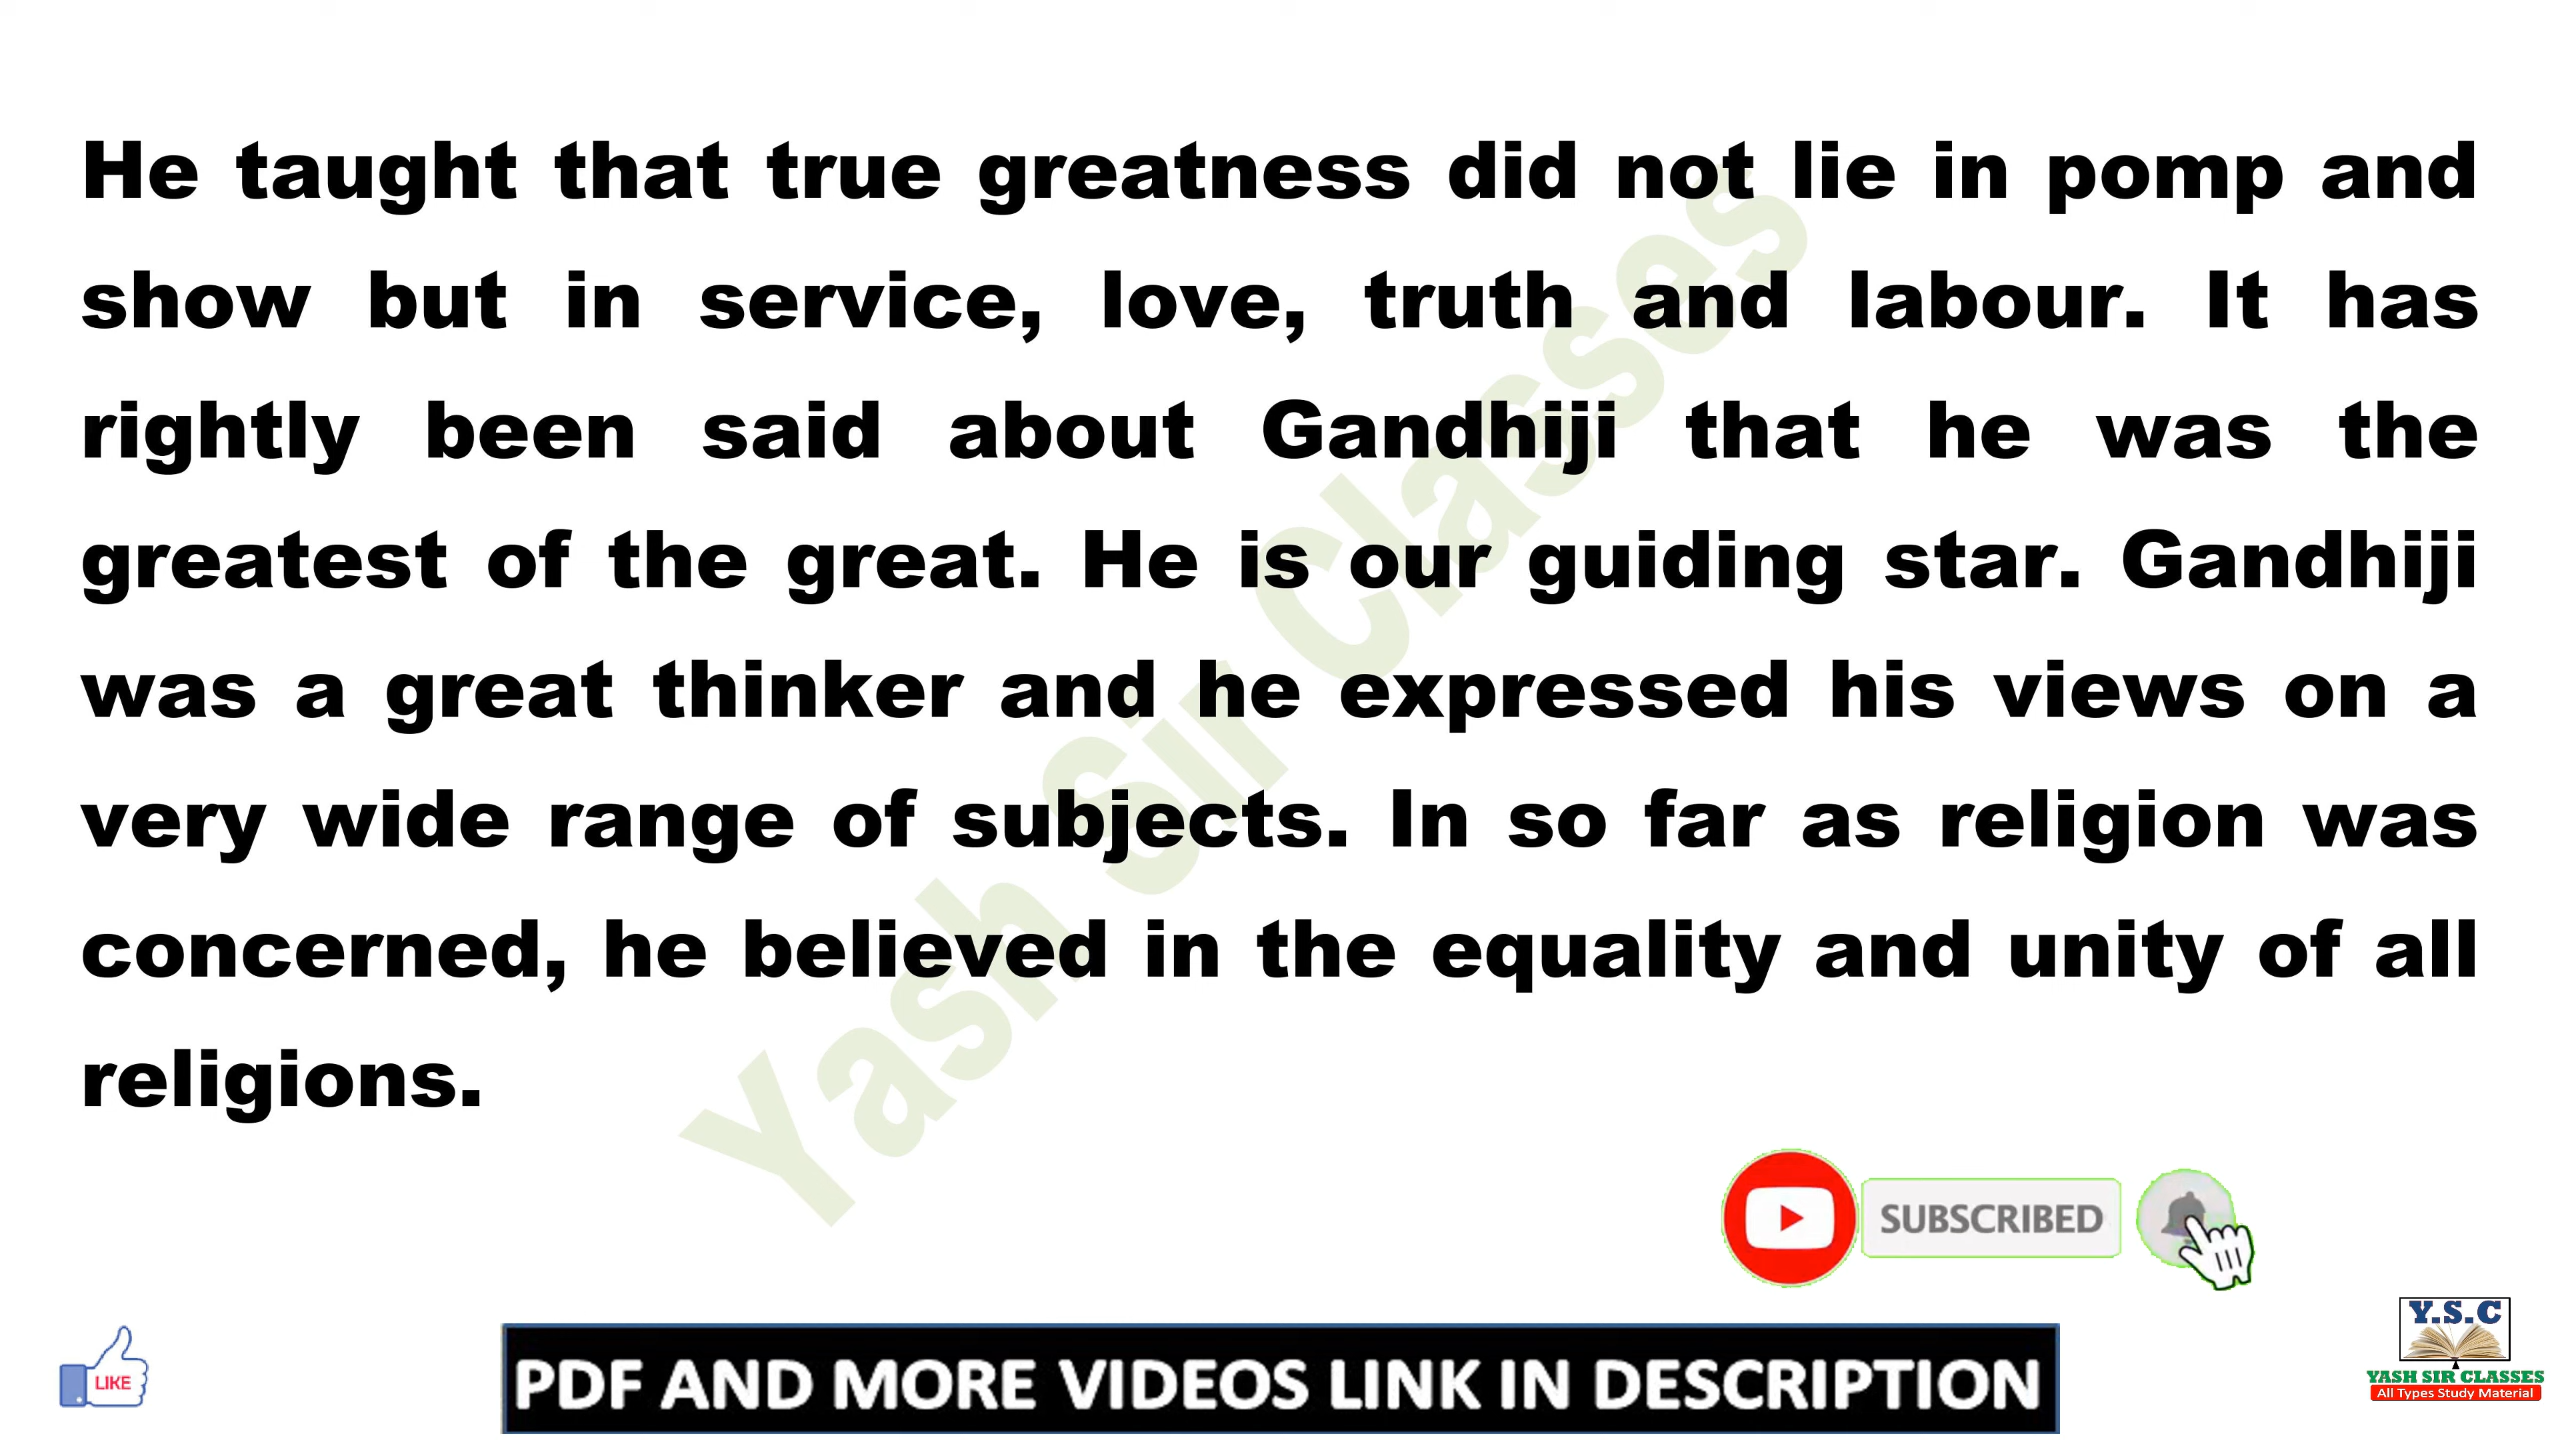 He taught that true greatness did not lie in pomp and
show but in service, love, truth and labour. It has
rightly been said about Gandhiji that he was the
greatest of the great. He is our guiding star. Gandhiji
was a great thinker and he expressed his views on a
very wide range of subjects. In so far as religion was
concerned, he believed in the equality and unity of all
religions.
Yash Sir Classes
SUBSCRIBED
LIKE
PDF AND MORE VIDEOS LINK IN DESCRIPTION
Y.S.C
YASH SIR CLASSES
All Types Study Material